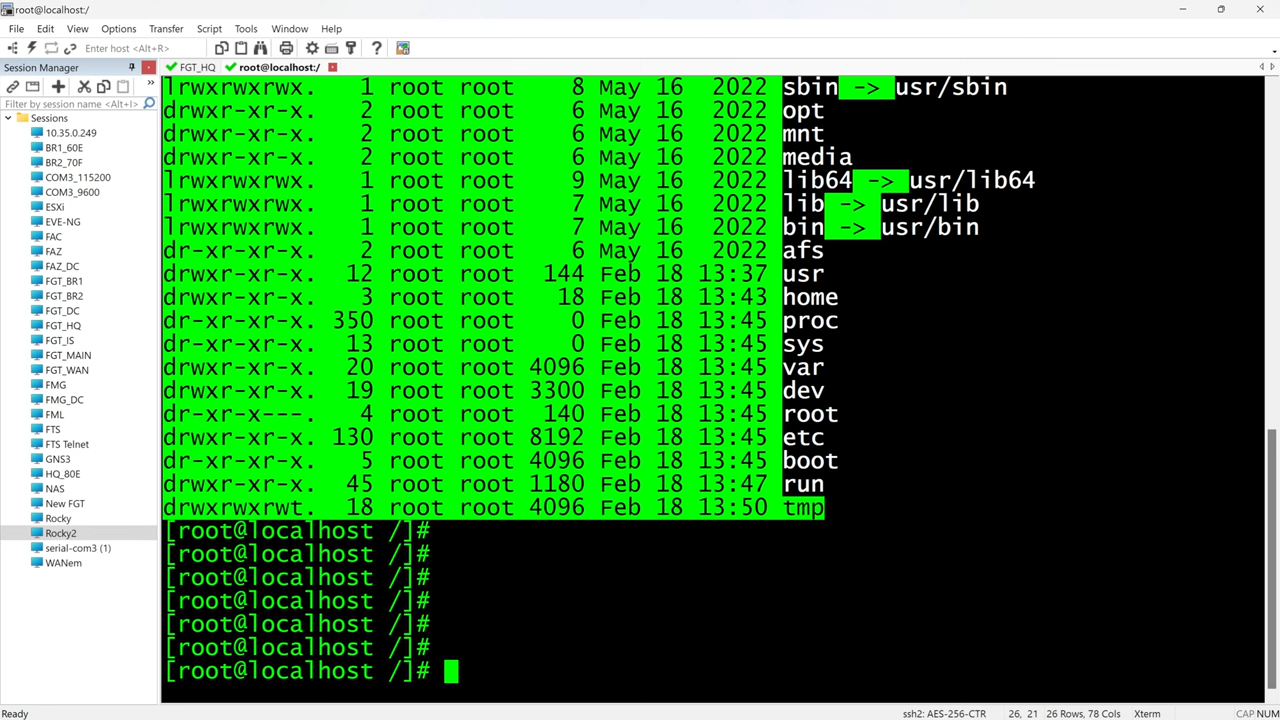 root@localhost:/
File Edit View Options Transfer Script Tools Window Help
Enter host <Alt+R>
Session Manager
FGT_HQ
root@localhost:/
Filter by session name <Alt+I>
Sessions
10.35.0.249
BR1_60E
BR2_70F
COM3_115200
COM3_9600
ESXi
EVE-NG
FAC
FAZ
FAZ_DC
FGT_BR1
FGT_BR2
FGT_DC
FGT_HQ
FGT_IS
FGT_MAIN
FGT_WAN
FMG
FMG_DC
FML
FTS
FTS Telnet
GNS3
HQ_80E
NAS
New FGT
Rocky
Rocky2
serial-com3 (1)
WANem
lrwxrwxrwx. 1 root root 8 May 16 2022 sbin -> usr/sbin
drwxr-xr-x. 2 root root 6 May 16 2022 opt
drwxr-xr-x. 2 root root 6 May 16 2022 mnt
drwxr-xr-x. 2 root root 6 May 16 2022 media
lrwxrwxrwx. 1 root root 9 May 16 2022 lib64 -> usr/lib64
lrwxrwxrwx. 1 root root 7 May 16 2022 lib -> usr/lib
lrwxrwxrwx. 1 root root 7 May 16 2022 bin -> usr/bin
dr-xr-xr-x. 2 root root 6 May 16 2022 afs
drwxr-xr-x. 12 root root 144 Feb 18 13:37 usr
drwxr-xr-x. 3 root root 18 Feb 18 13:43 home
dr-xr-xr-x. 350 root root 0 Feb 18 13:45 proc
dr-xr-xr-x. 13 root root 0 Feb 18 13:45 sys
drwxr-xr-x. 20 root root 4096 Feb 18 13:45 var
drwxr-xr-x. 19 root root 3300 Feb 18 13:45 dev
dr-xr-x---. 4 root root 140 Feb 18 13:45 root
drwxr-xr-x. 130 root root 8192 Feb 18 13:45 etc
dr-xr-xr-x. 5 root root 4096 Feb 18 13:45 boot
drwxr-xr-x. 45 root root 1180 Feb 18 13:47 run
drwxrwxrwt. 18 root root 4096 Feb 18 13:50 tmp
[root@localhost /]#
[root@localhost /]#
[root@localhost /]#
[root@localhost /]#
[root@localhost /]#
[root@localhost /]#
[root@localhost /]#
Ready
ssh2: AES-256-CTR 26, 21 26 Rows, 78 Cols Xterm CAP NUM